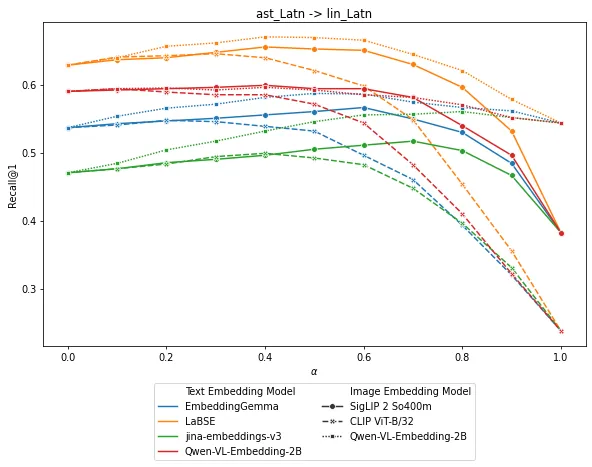 ast_Latn -> lin_Latn
Recall@1
0.6
0.5
0.4
0.3
0.0
0.2
0.4
0.6
0.8
1.0
α
Text Embedding Model
EmbeddingGemma
LaBSE
jina-embeddings-v3
Qwen-VL-Embedding-2B
Image Embedding Model
SigLIP 2 So400m
CLIP ViT-B/32
Qwen-VL-Embedding-2B